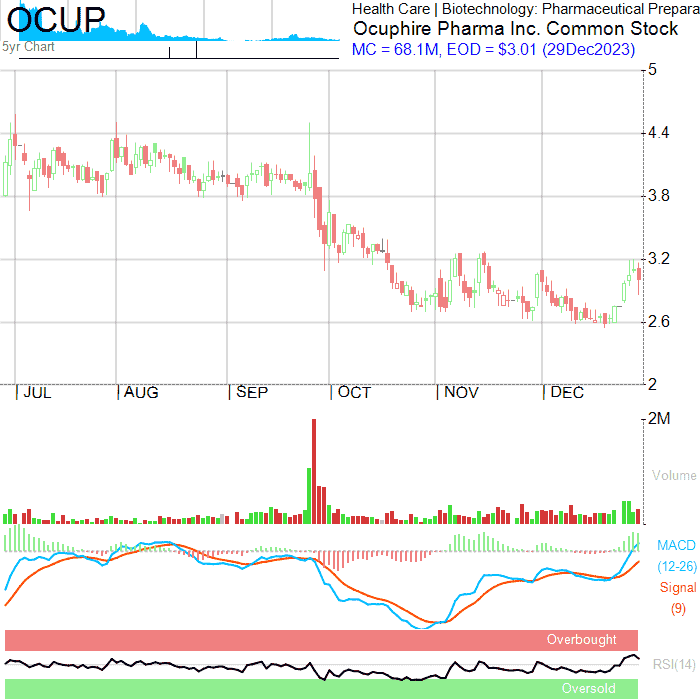 OCUP
5yr Chart
Health Care | Biotechnology: Pharmaceutical Prepara
Ocuphire Pharma Inc. Common Stock
MC = 68.1M, EOD = $3.01 (29Dec2023)
5
4.4
3.8
3.2
2.6
2
JUL AUG SEP OCT NOV DEC
2M
Volume
MACD
(12-26)
Signal
(9)
Overbought
RSI(14)
Oversold